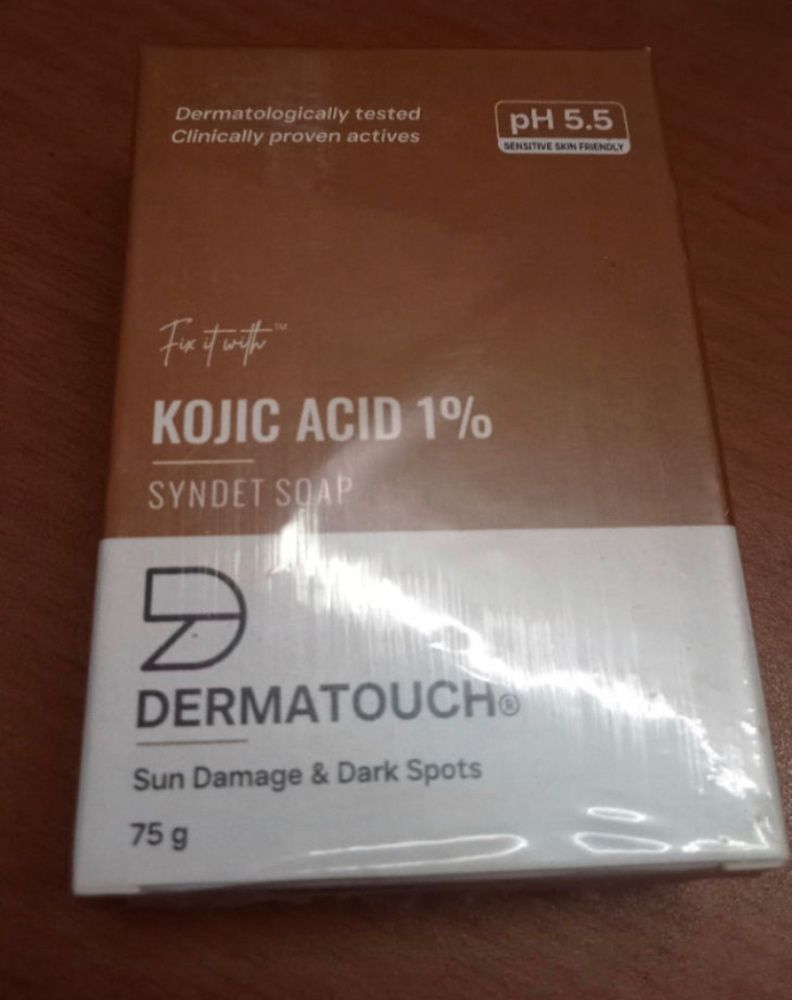 Dermatologically tested
Clinically proven actives
pH 5.5
SENSITIVE SKIN FRIENDLY
Fix it with™
KOJIC ACID 1%
SYNDET SOAP
DERMATOUCH®
Sun Damage & Dark Spots
75 g